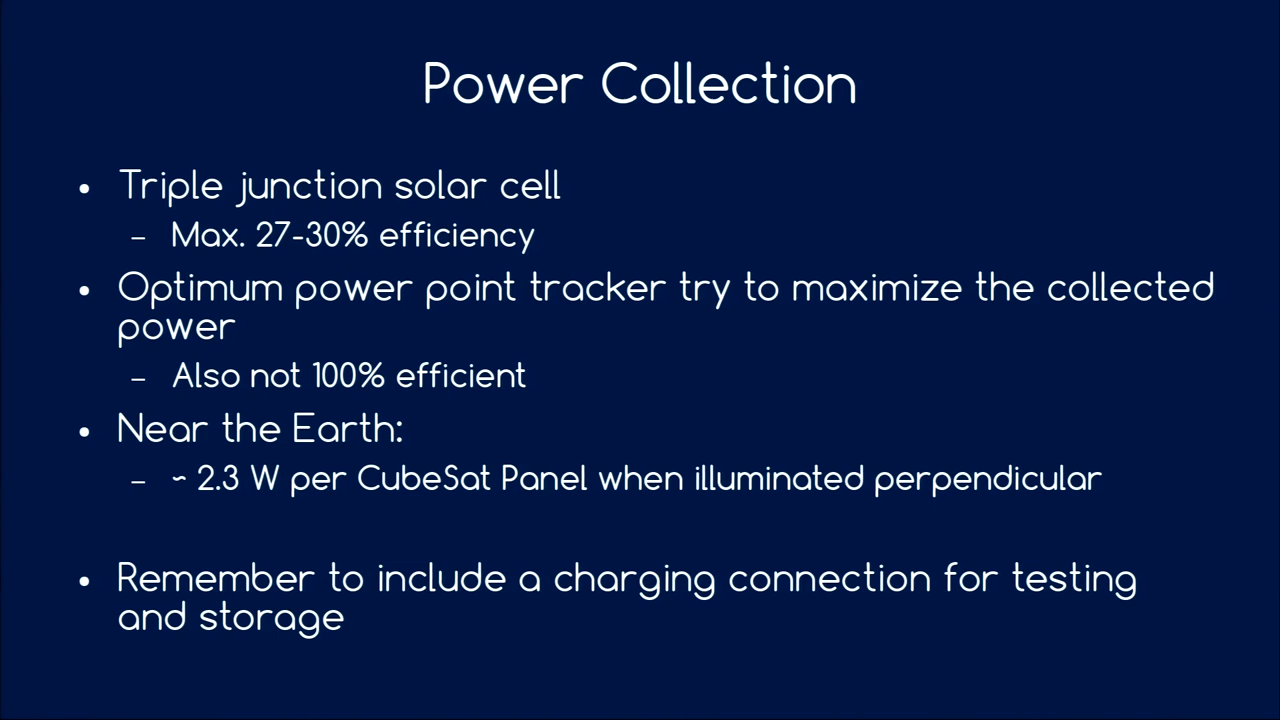 Power Collection
• Triple junction solar cell
– Max. 27-30% efficiency
• Optimum power point tracker try to maximize the collected
power
– Also not 100% efficient
• Near the Earth:
– ~ 2.3 W per CubeSat Panel when illuminated perpendicular
• Remember to include a charging connection for testing
and storage